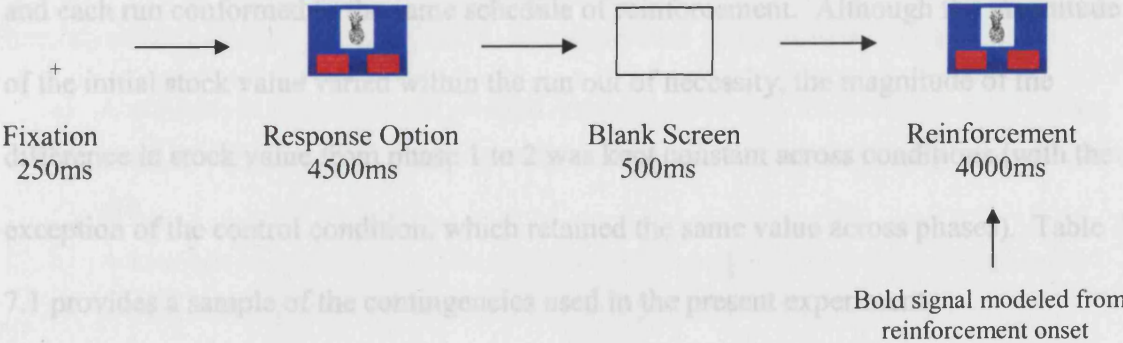 and each run conformed same schedule of reinforcement. Although
of the initial stock value varied within the run out of necessity, the magnitude of the
Fixation Response Option Blank Screen Reinforcement
difference in stock value from phase 1 to 2 was kept constant across conditions (with the
250ms 4500ms 500ms 4000ms
exception of the control condition, which retained the same value across phases). Table
7.1 provides a sample of the contingencies used in the present
Bold signal modeled from
reinforcement onset